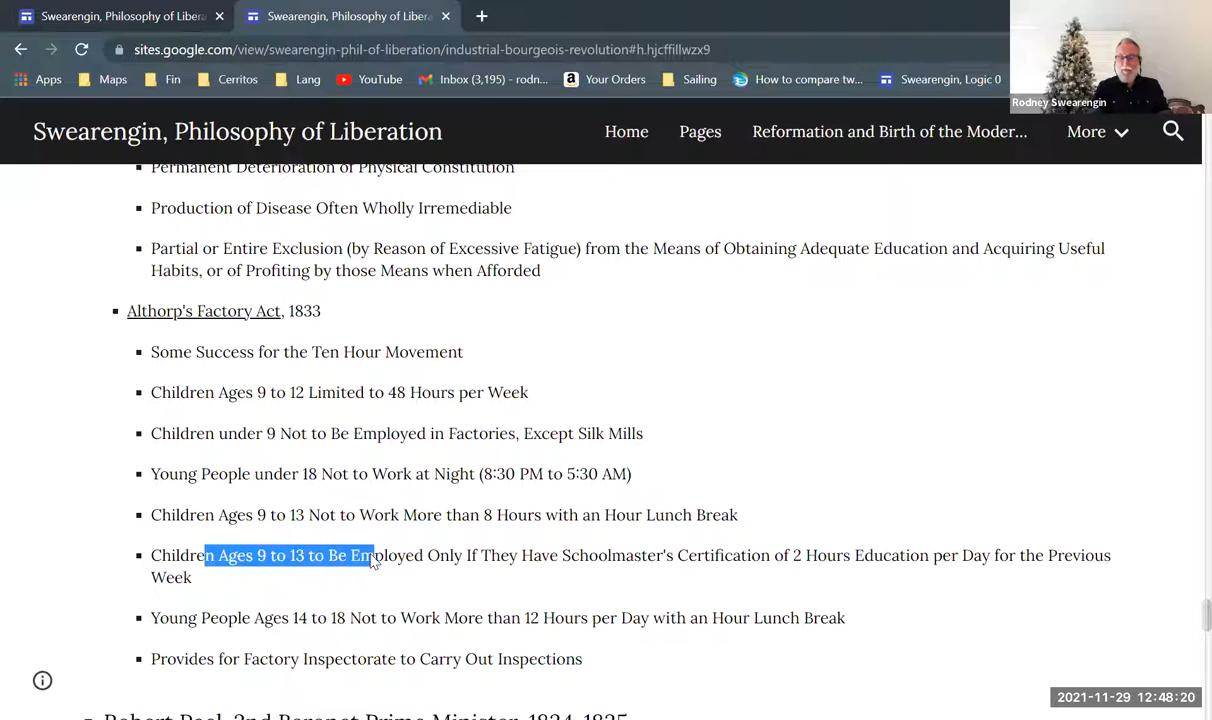 Swearengin, Philosophy of Libera
Swearengin, Philosophy of Libera
sites.google.com/view/swearengin-phil-of-liberation/industrial-bourgeois-revolution#h.hjcffillwzx9
Apps
Maps
Fin
Cerritos
Lang
YouTube
Inbox (3,195) - rodn...
Your Orders
Sailing
How to compare tw...
Swearengin, Logic 0
Rodney Swearengin
Swearengin, Philosophy of Liberation
Home
Pages
Reformation and Birth of the Moder...
More
Permanent Deterioration of Physical Constitution
Production of Disease Often Wholly Irremediable
Partial or Entire Exclusion (by Reason of Excessive Fatigue) from the Means of Obtaining Adequate Education and Acquiring Useful
Habits, or of Profiting by those Means when Afforded
Althorp's Factory Act, 1833
Some Success for the Ten Hour Movement
Children Ages 9 to 12 Limited to 48 Hours per Week
Children under 9 Not to Be Employed in Factories, Except Silk Mills
Young People under 18 Not to Work at Night (8:30 PM to 5:30 AM)
Children Ages 9 to 13 Not to Work More than 8 Hours with an Hour Lunch Break
Children Ages 9 to 13 to Be Employed Only If They Have Schoolmaster's Certification of 2 Hours Education per Day for the Previous
Week
Young People Ages 14 to 18 Not to Work More than 12 Hours per Day with an Hour Lunch Break
Provides for Factory Inspectorate to Carry Out Inspections
Robert Peel, 2nd Baronet Prime Minister, 1834-1835
2021-11-29 12:48:20